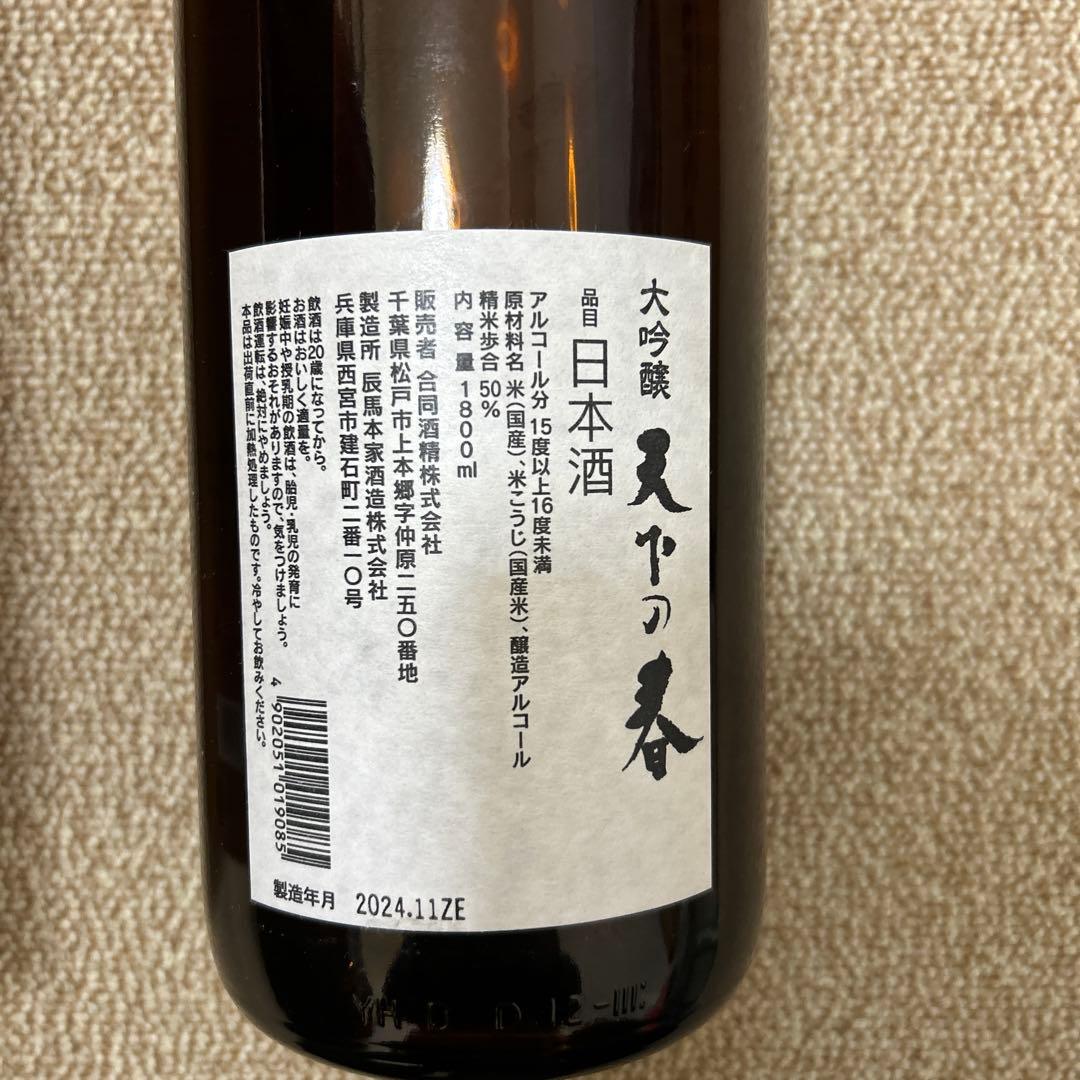 大吟醸 天下の春
品目 日本酒
アルコール分 15度以上16度未満
原材料名 米(国産)、米こうじ(国産米)、醸造アルコール
精米歩合 50%
内容量 1800ml
販売者 合同酒精株式会社
千葉県松戸市上本郷字仲原二五〇番地
製造所 辰馬本家酒造株式会社
兵庫県西宮市建石町二番一〇号
飲酒は20歳になってから。
お酒はおいしく適量を。
妊娠中や授乳期の飲酒は、胎児・乳児の発育に
影響するおそれがありますので、気をつけましょう。
飲酒運転は、絶対にやめましょう。
本品は出荷直前に加熱処理したものです。冷やしてお飲みください。
4 902051 019085
製造年月 2024.11ZE